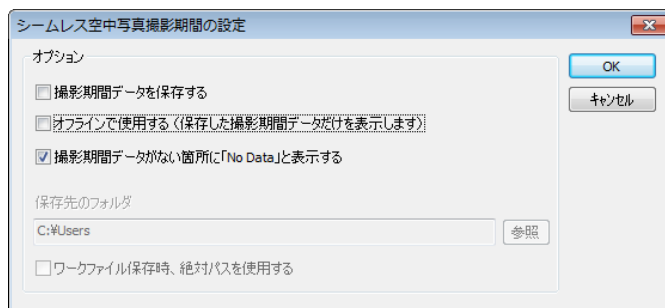 シームレス空中写真撮影期間の設定
オプション
撮影期間データを保存する
オフラインで使用する(保存した撮影期間データだけを表示します)
撮影期間データがない箇所に「No Data」と表示する
保存先のフォルダ
C:¥Users
参照
ワークファイル保存時、絶対パスを使用する
OK
キャンセル